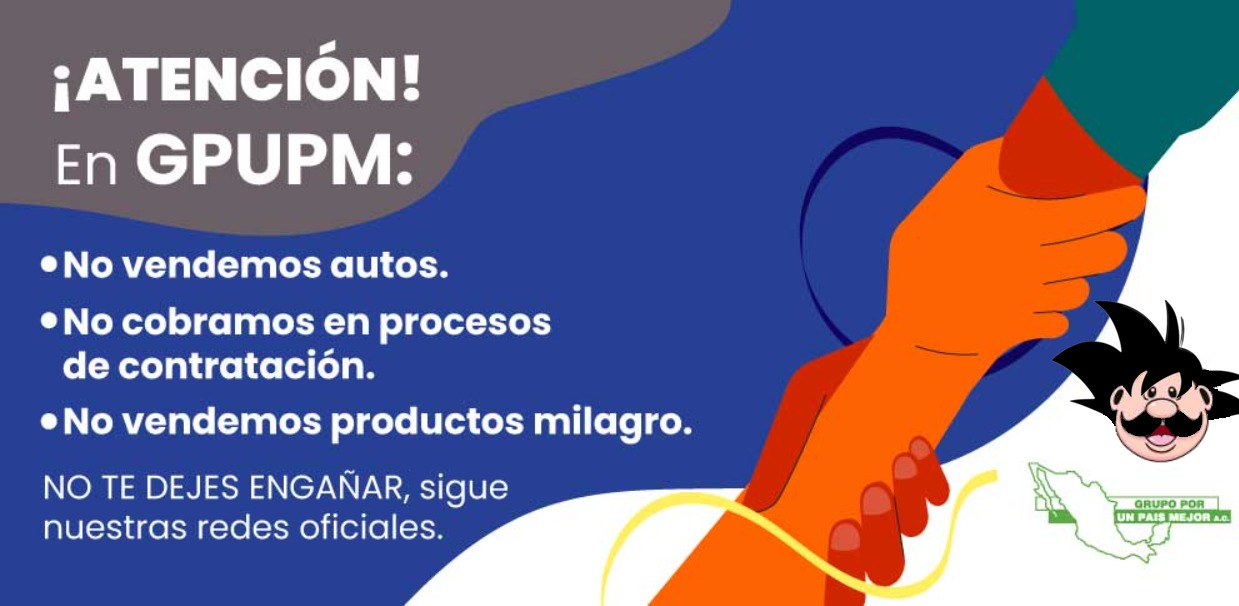 ¡ATENCIÓN!
En GPUPM:
• No vendemos autos.
• No cobramos en procesos
de contratación.
• No vendemos productos milagro.
NO TE DEJES ENGAÑAR, sigue
nuestras redes oficiales.
GRUPO POR
UN PAIS MEJOR A.C.